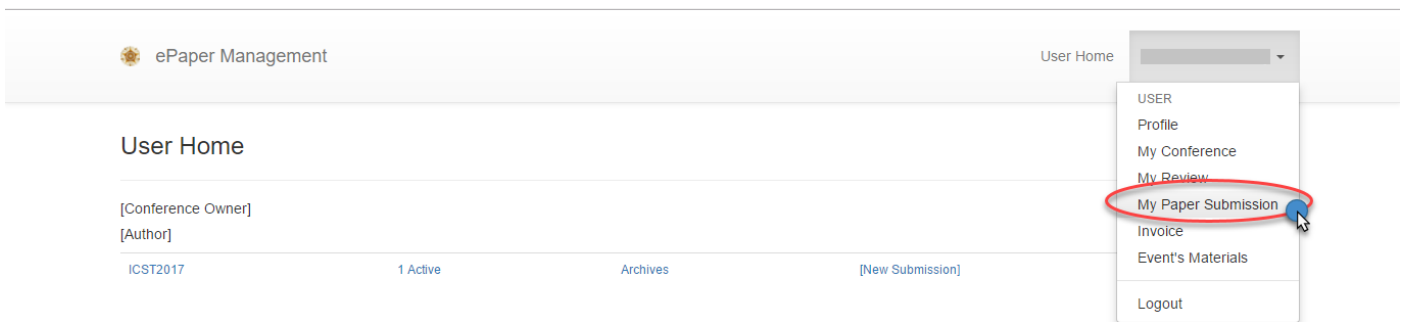 ePaper Management
User Home
USER
Profile
My Conference
My Review
My Paper Submission
Invoice
Event's Materials
Logout
User Home
[Conference Owner]
[Author]
ICST2017 1 Active Archives [New Submission]